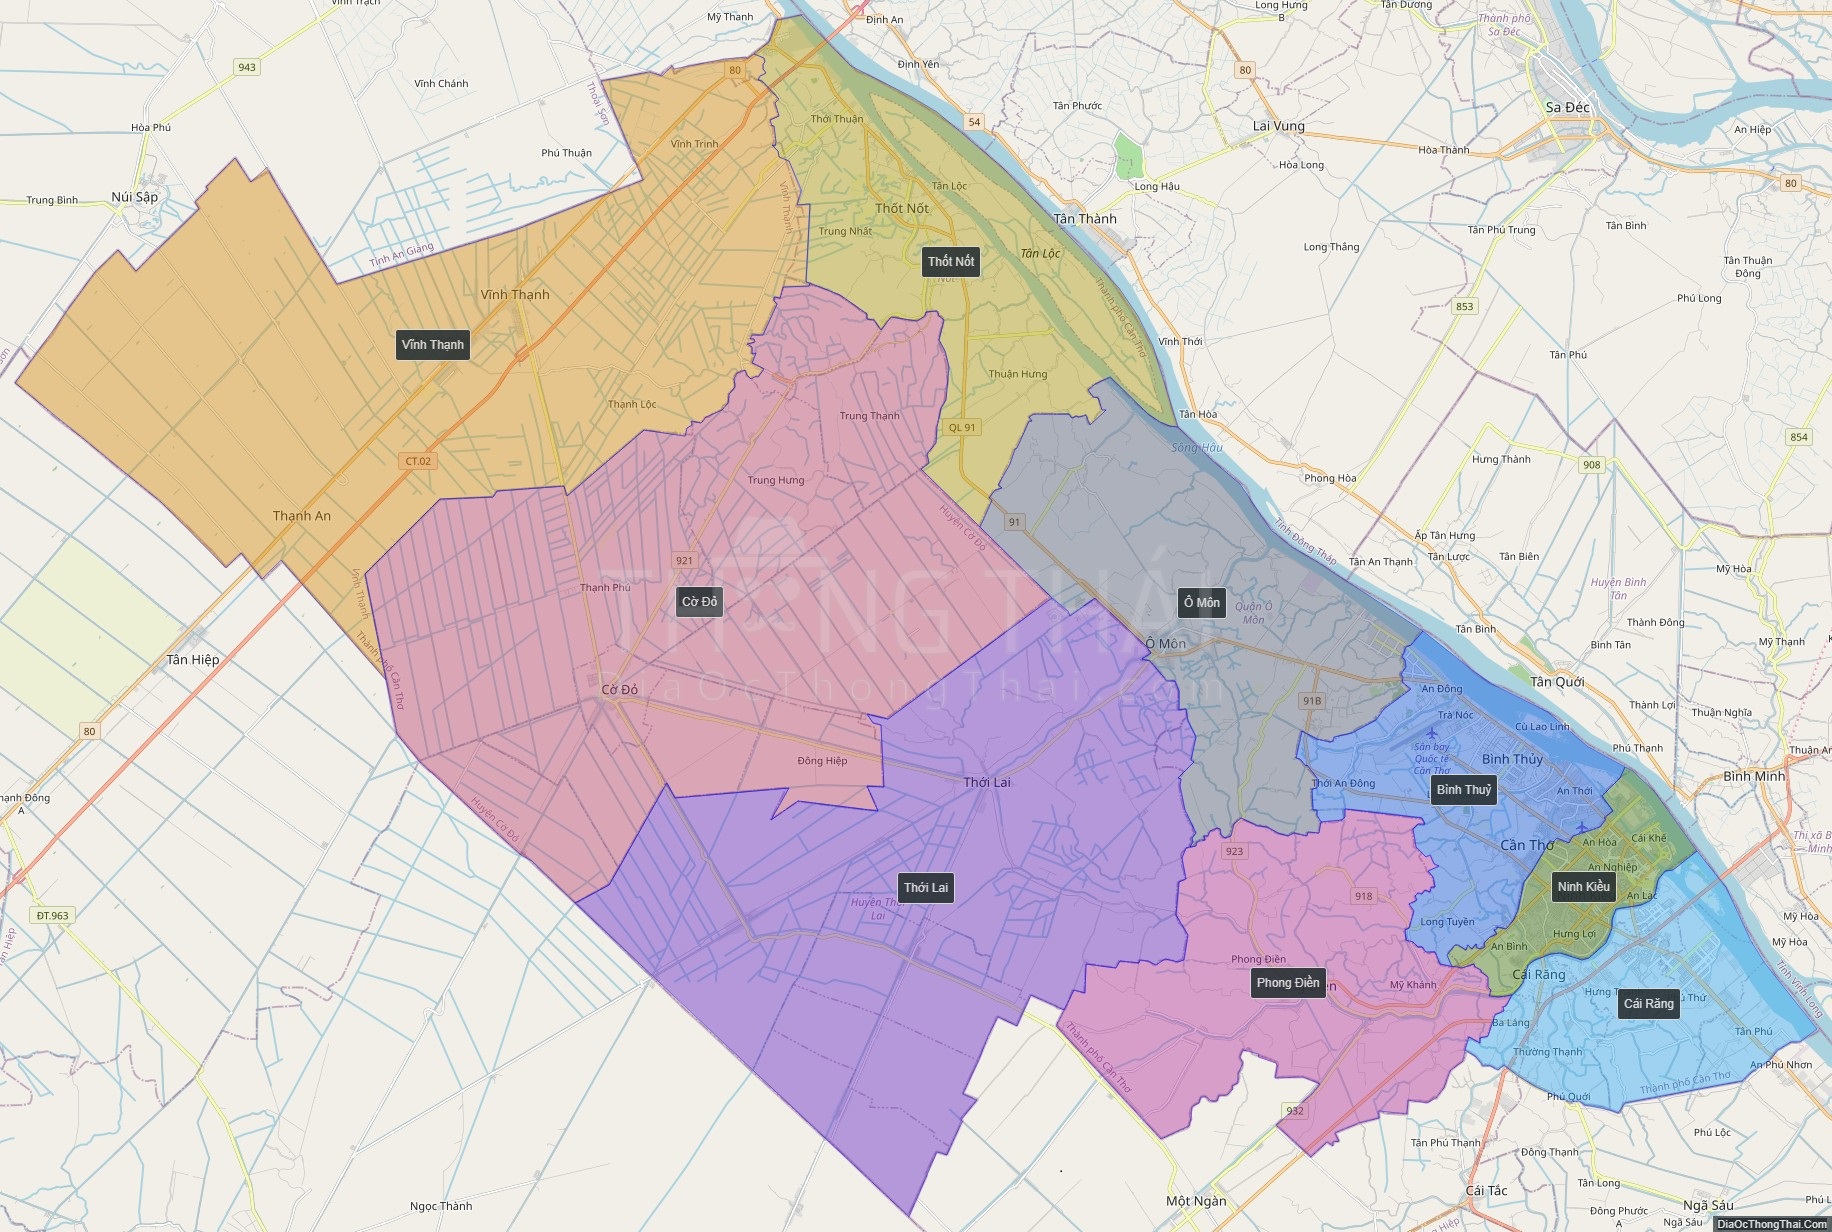 Vĩnh Trạch
Mỹ Thạnh
Định An
Long Hưng
B
Tân Dương
Thành phố
Sa Đéc
943
Vĩnh Chánh
80
Định Yên
80
Thoại Sơn
Tân Phước
Sa Đéc
Hòa Phú
Thới Thuận
54
Lai Vung
An Hiệp
Phú Thuận
Vĩnh Trinh
Hòa Thành
Hòa Long
80
Núi Sập
Trung Bình
Vĩnh Thạnh
Tân Lộc
Long Hậu
Thốt Nốt
Tân Thành
Trung Nhất
Tân Phú Trung
Tân Bình
Tỉnh An Giang
Tân Lộc
Thốt Nốt
Nốt
Long Thắng
Tân Thuận
Đông
Vĩnh Thạnh
Thành phố Cần Thơ
853
Phú Long
Vĩnh Thạnh
Vĩnh Thới
Tân Phú
Thuận Hưng
Thạnh Lộc
Trung Thạnh
Tân Hòa
QL 91
854
CT.02
Sông Hậu
Hưng Thạnh
908
Trung Hưng
Phong Hòa
Thạnh An
91
Huyện Cờ Đỏ
Tỉnh Đồng Tháp
Ấp Tân Hưng
921
Tân Lược
Tân Biên
Tân An Thạnh
Mỹ Hòa
Vĩnh Thạnh
Thạnh Phú
Huyện Bình
Tân
THÔNG THÁI
Cờ Đỏ
Ô Môn
Quận Ô
Môn
Thành Đông
Tân Bình
Bình Tân
Mỹ Thạnh
Ô Môn
Tân Hiệp
Thành phố Cần Thơ
Tân Quới
DiaOcThongThai.com
Cờ Đỏ
An Đông
91B
Thành Lợi
Thuận Nghĩa
Trà Nóc
Cù Lao Linh
80
Sân bay
Quốc tế
Cần Thơ
Phú Thạnh
Đông Hiệp
Bình Thủy
Bình Minh
Thới Lai
Thới An Đông
Bình Thuỷ
An Thới
Thạnh Đông
A
Huyện Cờ Đỏ
Cái Khế
Cần Thơ
An Hòa
923
An Nghiệp
Thới Lai
Ninh Kiều
918
An Lạc
Huyện Thới
Lai
ĐT.963
Long Tuyền
Mỹ Hòa
Hưng Lợi
Tân Hiệp
An Bình
Mỹ Hòa
Phong Điền
Cái Răng
Phong Điền
Mỹ Khánh
Cái Răng
Tỉnh Vĩnh Long
Ba Láng
Tân Phú
Thành phố Cần Thơ
Thường Thạnh
An Phú Nhơn
Thành phố Cần Thơ
Phú Quới
932
Phú Lộc
Tân Phú Thạnh
Đông Thạnh
Tân Long
Cái Tắc
Một Ngàn
Ngọc Thành
Ngã Sáu
Đông Phước
A
Ngã Sáu
DiaOcThongThai.Com